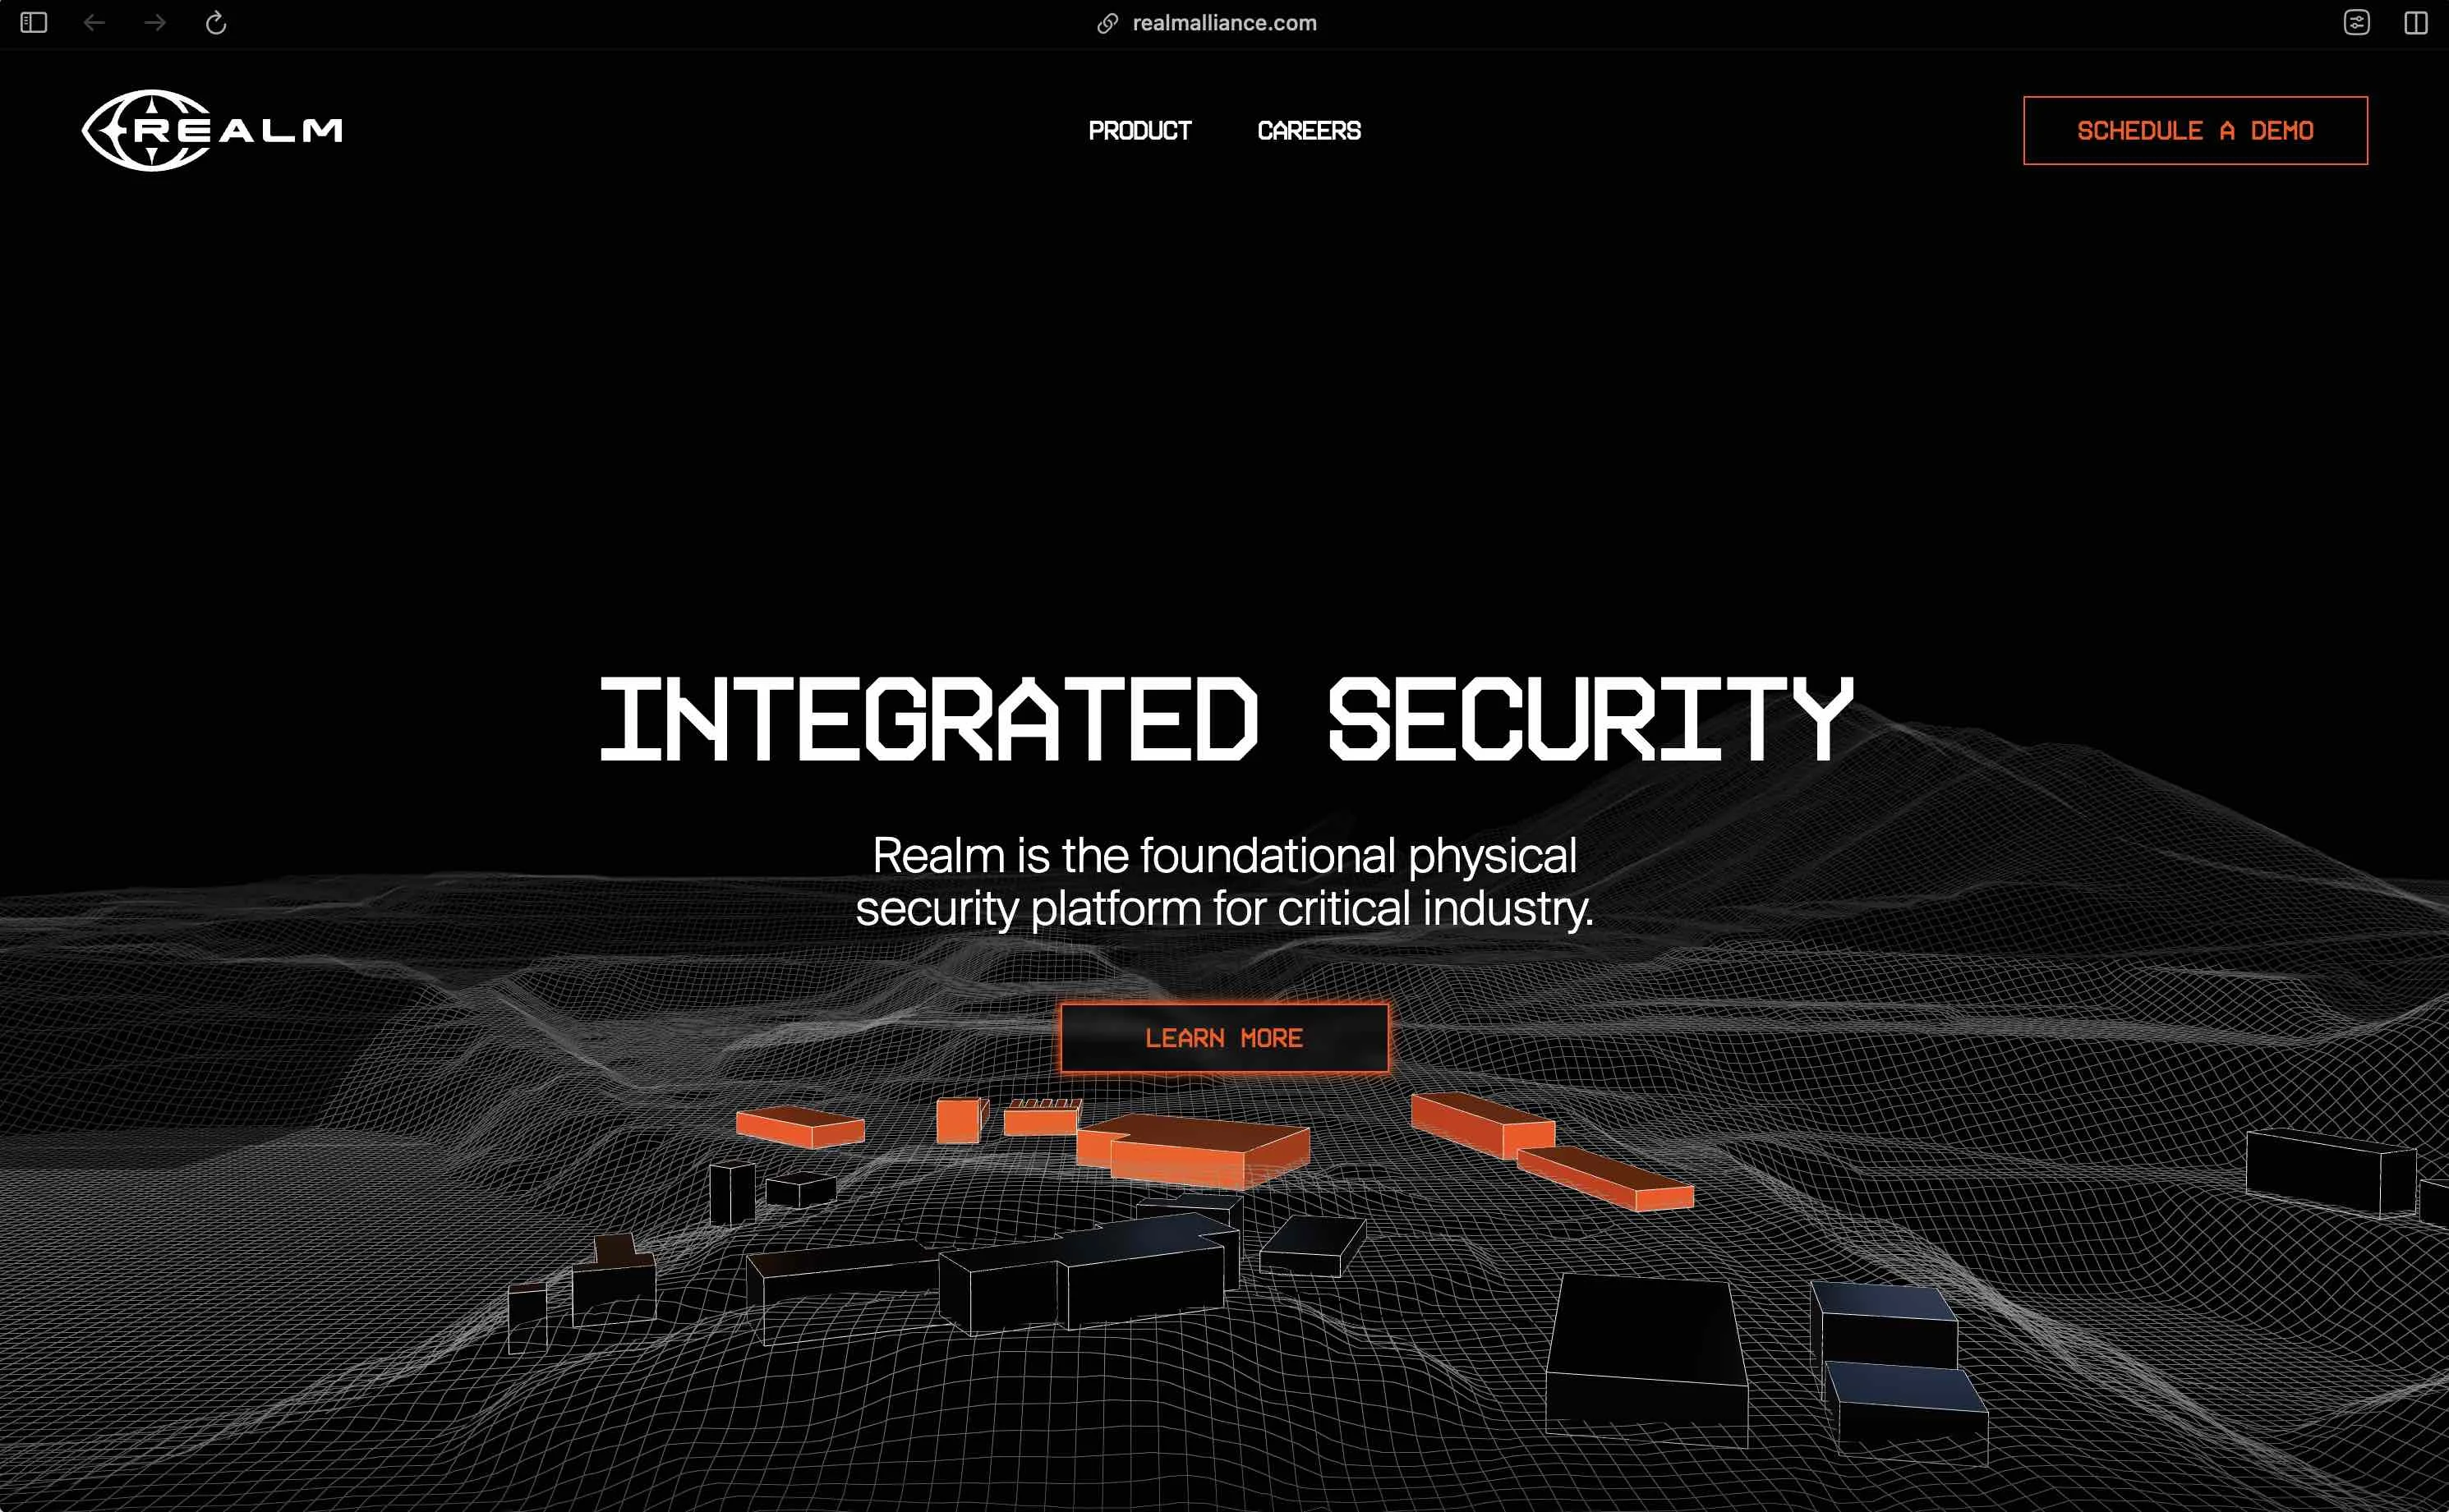 realmalliance.com
REALM
PRODUCT
CAREERS
SCHEDULE A DEMO
INTEGRATED SECURITY
Realm is the foundational physical
security platform for critical industry.
LEARN MORE